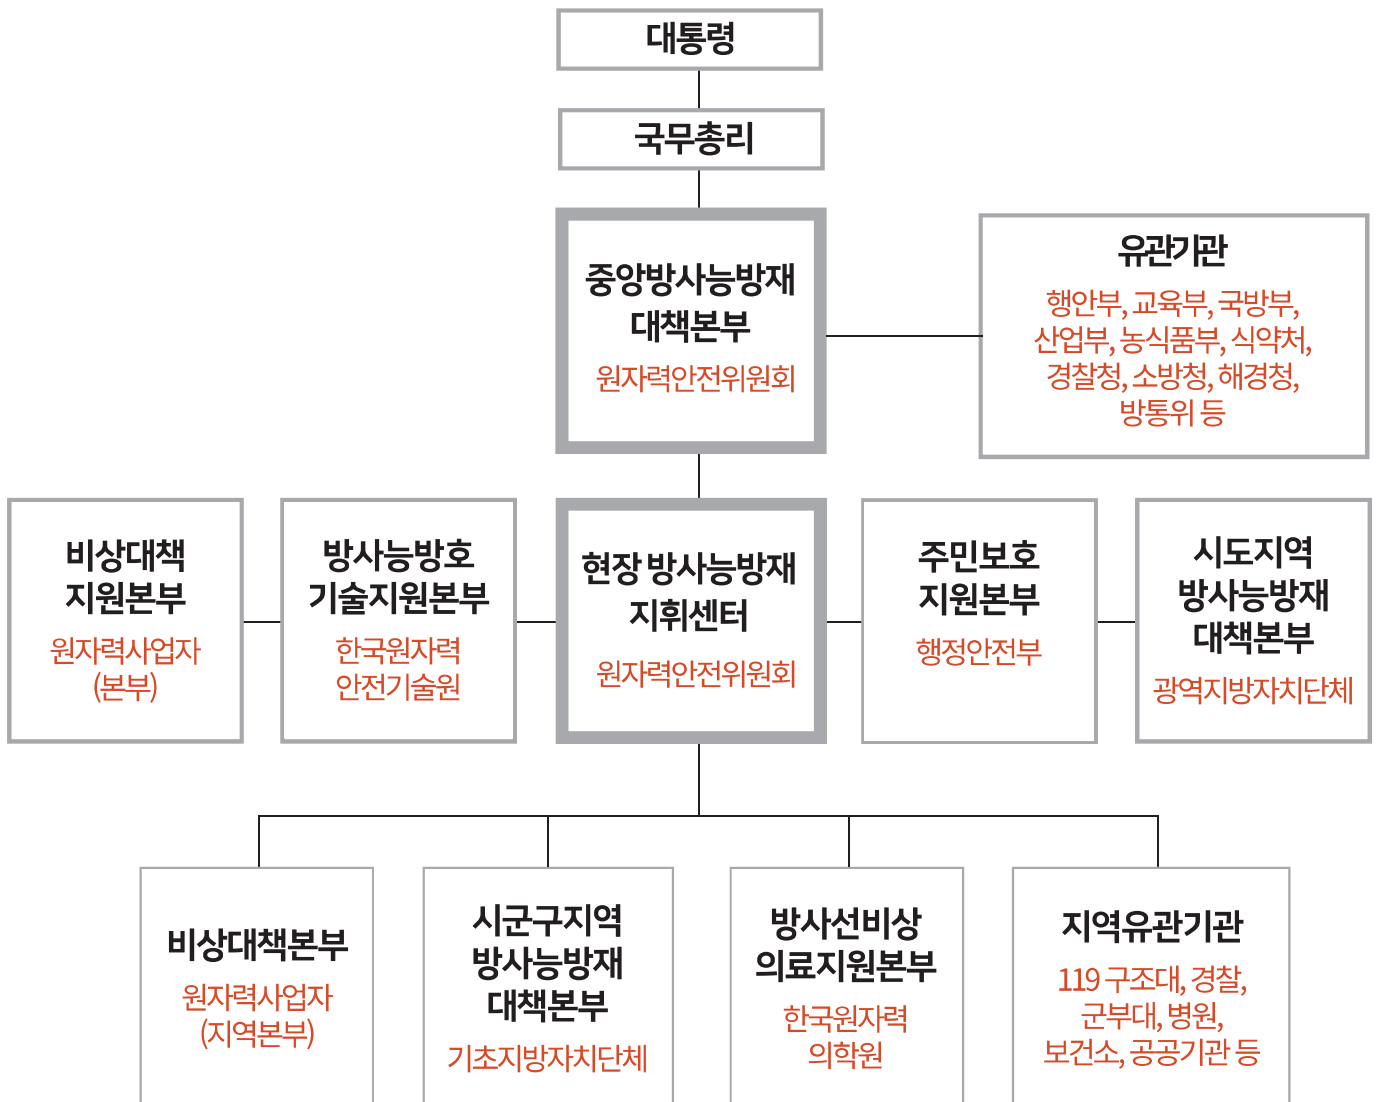 대통령
국무총리
중앙방사능방재
대책본부
원자력안전위원회
유관기관
행안부, 교육부, 국방부,
산업부, 농식품부, 식약처,
경찰청, 소방청, 해경청,
방통위 등
비상대책
지원본부
원자력사업자
(본부)
방사능방호
기술지원본부
한국원자력
안전기술원
현장 방사능방재
지휘센터
원자력안전위원회
주민보호
지원본부
행정안전부
시도지역
방사능방재
대책본부
광역지방자치단체
비상대책본부
원자력사업자
(지역본부)
시군구지역
방사능방재
대책본부
기초지방자치단체
방사선비상
의료지원본부
한국원자력
의학원
지역유관기관
119 구조대, 경찰,
군부대, 병원,
보건소, 공공기관 등